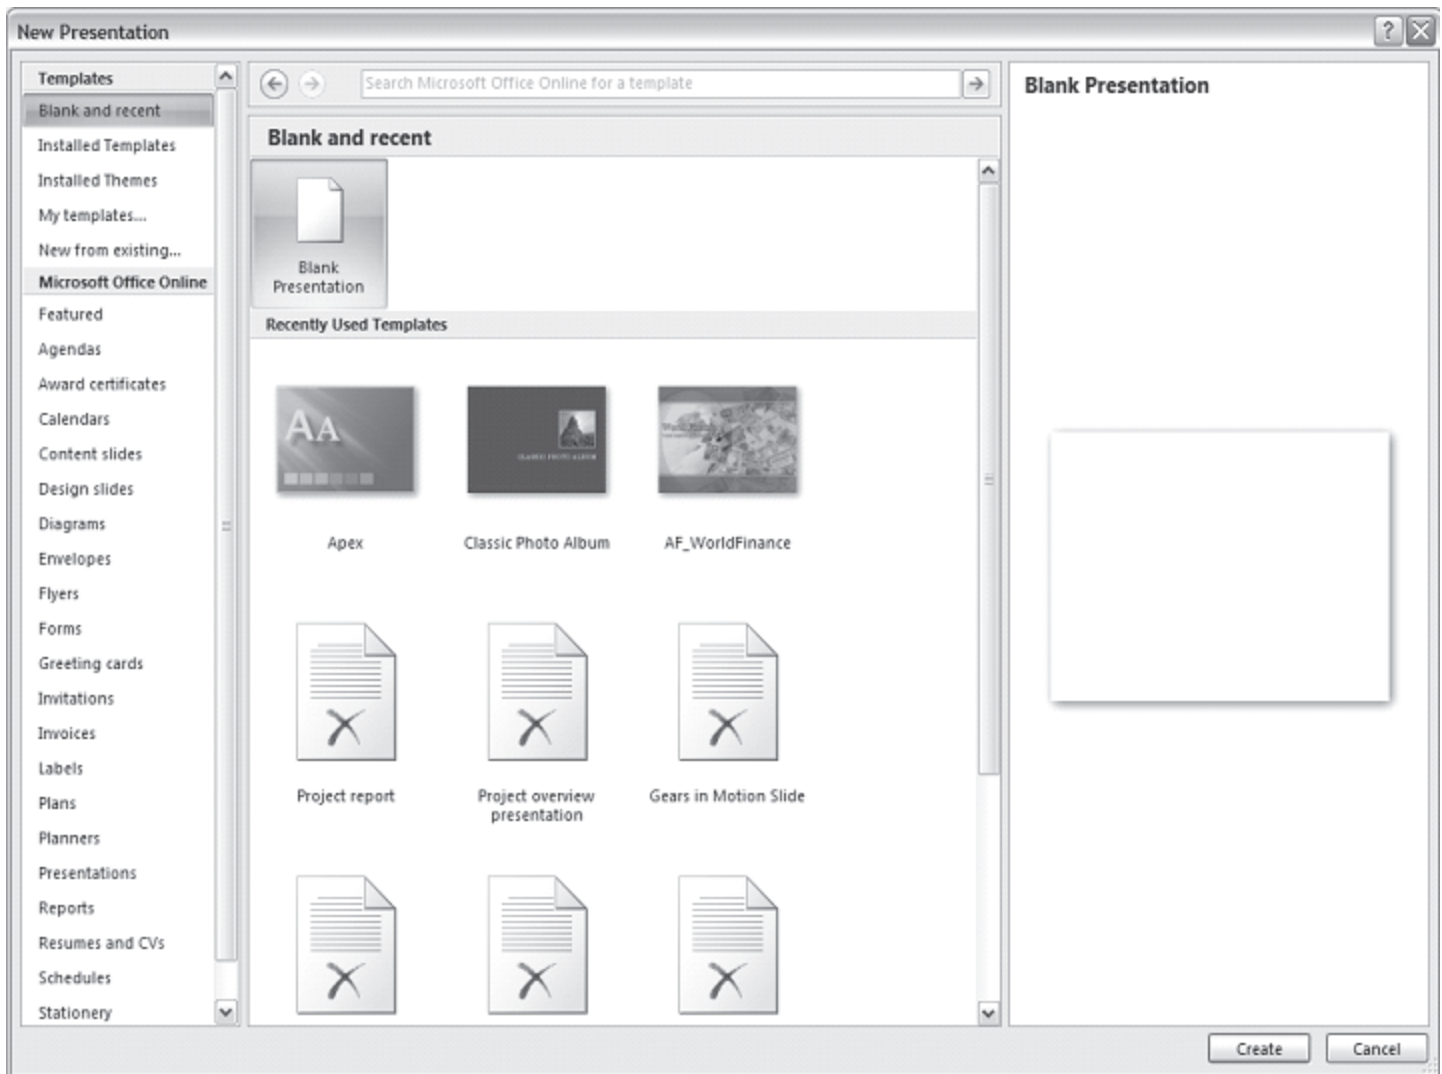 New Presentation
?
Templates
Blank and recent
Installed Templates
Installed Themes
My templates...
New from existing...
Microsoft Office Online
Featured
Agendas
Award certificates
Calendars
Content slides
Design slides
Diagrams
Envelopes
Flyers
Forms
Greeting cards
Invitations
Invoices
Labels
Plans
Planners
Presentations
Reports
Resumes and CVs
Schedules
Stationery
Search Microsoft Office Online for a template
Blank and recent
Blank
Presentation
Recently Used Templates
AA
CLASSIC PHOTO ALBUM
Apex
Classic Photo Album
AF_WorldFinance
Project report
Project overview
presentation
Gears in Motion Slide
Blank Presentation
Create
Cancel